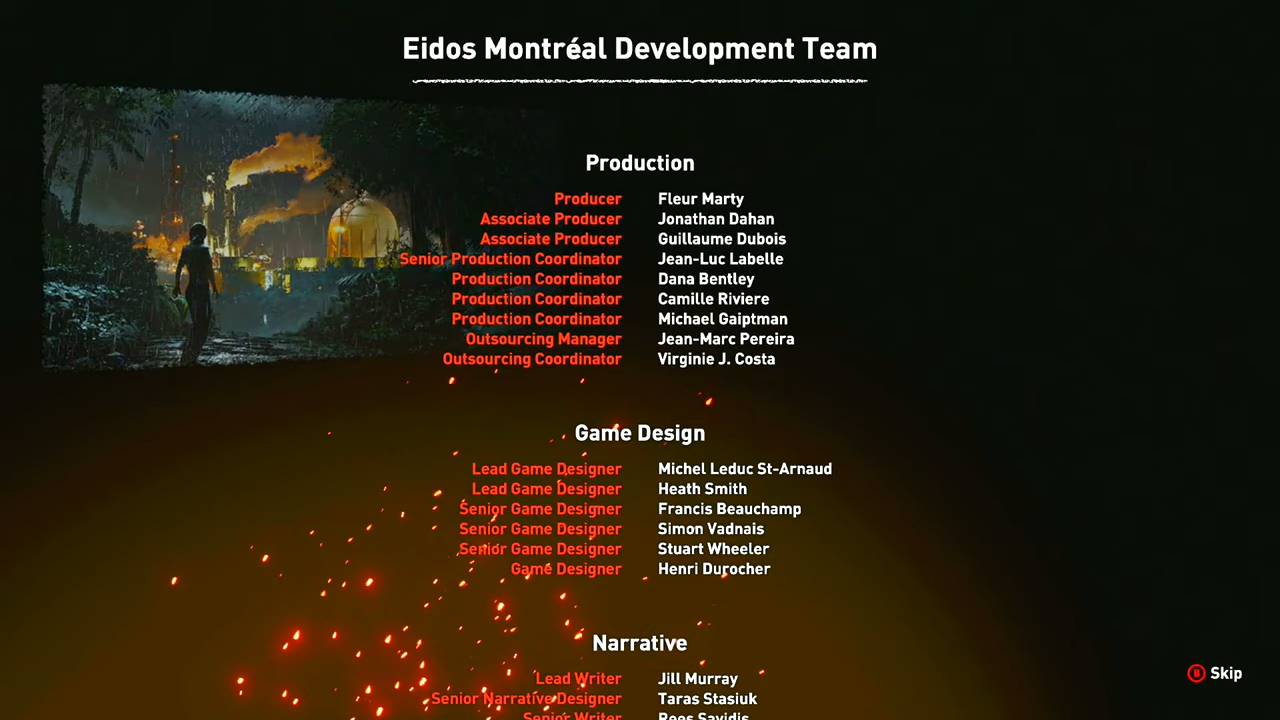 Eidos Montréal Development Team
Production
Producer Fleur Marty
Associate Producer Jonathan Dahan
Associate Producer Guillaume Dubois
Senior Production Coordinator Jean-Luc Labelle
Production Coordinator Dana Bentley
Production Coordinator Camille Riviere
Production Coordinator Michael Gaiptman
Outsourcing Manager Jean-Marc Pereira
Outsourcing Coordinator Virginie J. Costa
Game Design
Lead Game Designer Michel Leduc St-Arnaud
Lead Game Designer Heath Smith
Senior Game Designer Francis Beauchamp
Senior Game Designer Simon Vadnais
Senior Game Designer Stuart Wheeler
Game Designer Henri Durocher
Narrative
Lead Writer Jill Murray
Senior Narrative Designer Taras Stasiuk
Senior Writer Rees Savidis
B Skip